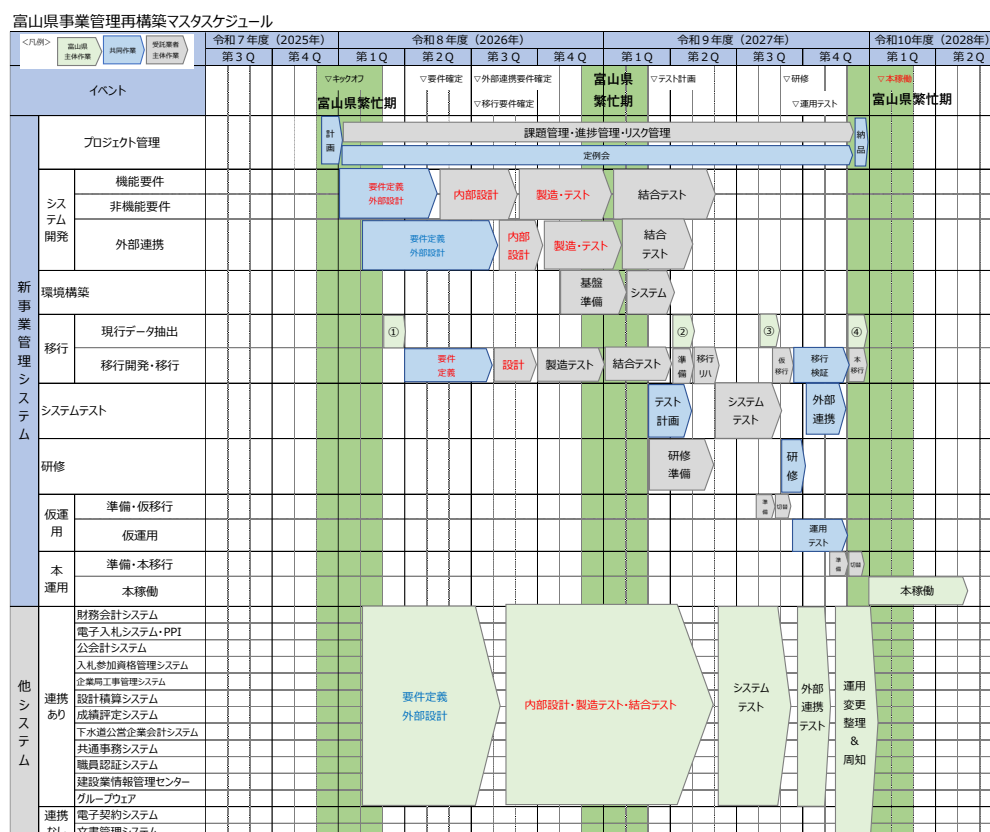 富山県事業管理再構築マスタスケジュール
<凡例>
富山県
主体作業
共同作業
受託業者
主体作業
令和7年度（2025年）
令和8年度（2026年）
令和9年度（2027年）
令和10年度（2028年）
第3Q
第4Q
第1Q
第2Q
第3Q
第4Q
第1Q
第2Q
第3Q
第4Q
第1Q
第2Q
イベント
▽キックオフ
▽要件確定
▽外部連携要件確定
▽移行要件確定
富山県繁忙期
富山県
繁忙期
▽テスト計画
▽研修
▽運用テスト
▽本稼働
富山県繁忙期
新事業管理システム
プロジェクト管理
計画
課題管理・進捗管理・リスク管理
定例会
納品
システム開発
機能要件
非機能要件
要件定義
外部設計
内部設計
製造・テスト
結合テスト
外部連携
要件定義
外部設計
内部
設計
製造・テスト
結合
テスト
環境構築
基盤
準備
システム
移行
現行データ抽出
①
②
③
④
移行開発・移行
要件
定義
設計
製造テスト
結合テスト
準備
移行
リハ
仮
移行
移行
検証
本
移行
システムテスト
テスト
計画
システム
テスト
外部
連携
研修
研修
準備
研修
仮運用
準備・仮移行
準備
切替
仮運用
運用
テスト
本運用
準備・本移行
準備
切替
本稼働
本稼働
他システム
連携
あり
財務会計システム
電子入札システム・PPI
公会計システム
入札参加資格管理システム
企業局工事管理システム
設計積算システム
成績評定システム
下水道公営企業会計システム
共通事務システム
職員認証システム
建設業情報管理センター
グループウェア
要件定義
外部設計
内部設計・製造テスト・結合テスト
システム
テスト
外部
連携
テスト
運用
変更
整理
&
周知
連携
なし
電子契約システム
文書管理システム